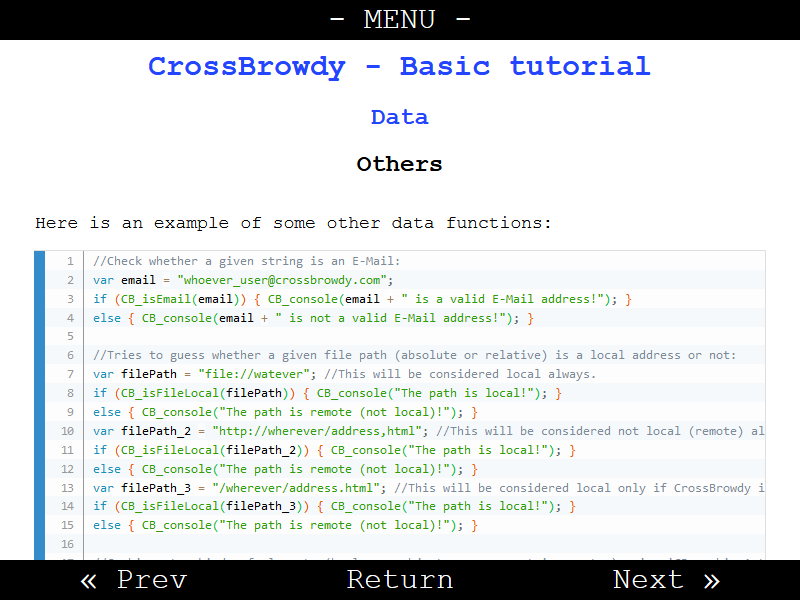 - MENU -
CrossBrowdy - Basic tutorial
Data
Others
Here is an example of some other data functions:
1 //Check whether a given string is an E-Mail:
2 var email = "whoever_user@crossbrowdy.com";
3 if (CB_isEmail(email)) { CB_console(email + " is a valid E-Mail address!"); }
4 else { CB_console(email + " is not a valid E-Mail address!"); }
5
6 //Tries to guess whether a given file path (absolute or relative) is a local address or not:
7 var filePath = "file://watever"; //This will be considered local always.
8 if (CB_isFileLocal(filePath)) { CB_console("The path is local!"); }
9 else { CB_console("The path is remote (not local)!"); }
10 var filePath_2 = "http://wherever/address,html"; //This will be considered not local (remote) al
11 if (CB_isFileLocal(filePath_2)) { CB_console("The path is local!"); }
12 else { CB_console("The path is remote (not local)!"); }
13 var filePath_3 = "/wherever/address.html"; //This will be considered local only if CrossBrowdy i
14 if (CB_isFileLocal(filePath_3)) { CB_console("The path is local!"); }
15 else { CB_console("The path is remote (not local)!"); }
16
« Prev Return Next »